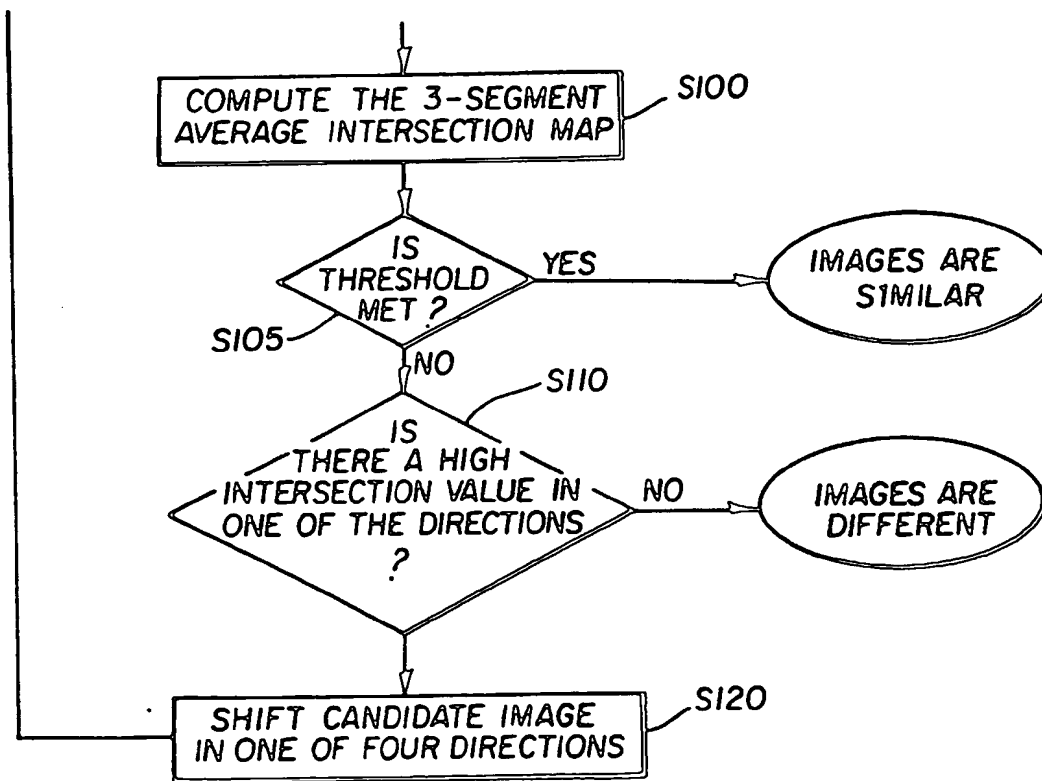 COMPUTE THE 3-SEGMENT
AVERAGE INTERSECTION MAP
S100
IS
THRESHOLD
MET ?
S105
YES
IMAGES ARE
SIMILAR
NO
S110
IS
THERE A HIGH
INTERSECTION VALUE IN
ONE OF THE DIRECTIONS
?
NO
IMAGES ARE
DIFFERENT
SHIFT CANDIDATE IMAGE
IN ONE OF FOUR DIRECTIONS
S120